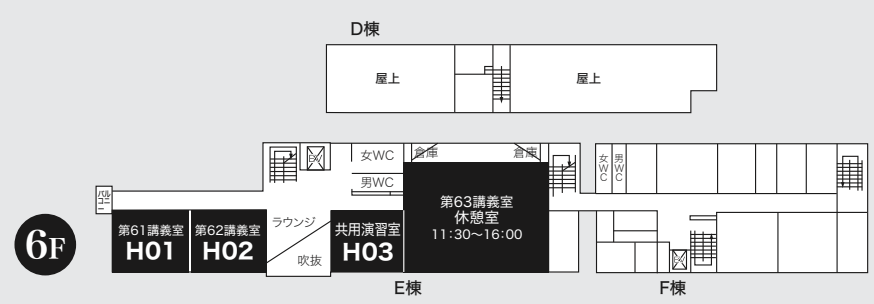 D棟
屋上
屋上
女WC
男WC
EV
倉庫
倉庫
女WC
男WC
バルコニー
6F
第61講義室
H01
第62講義室
H02
ラウンジ
吹抜
共用演習室
H03
第63講義室
休憩室
11:30〜16:00
EV
E棟
F棟